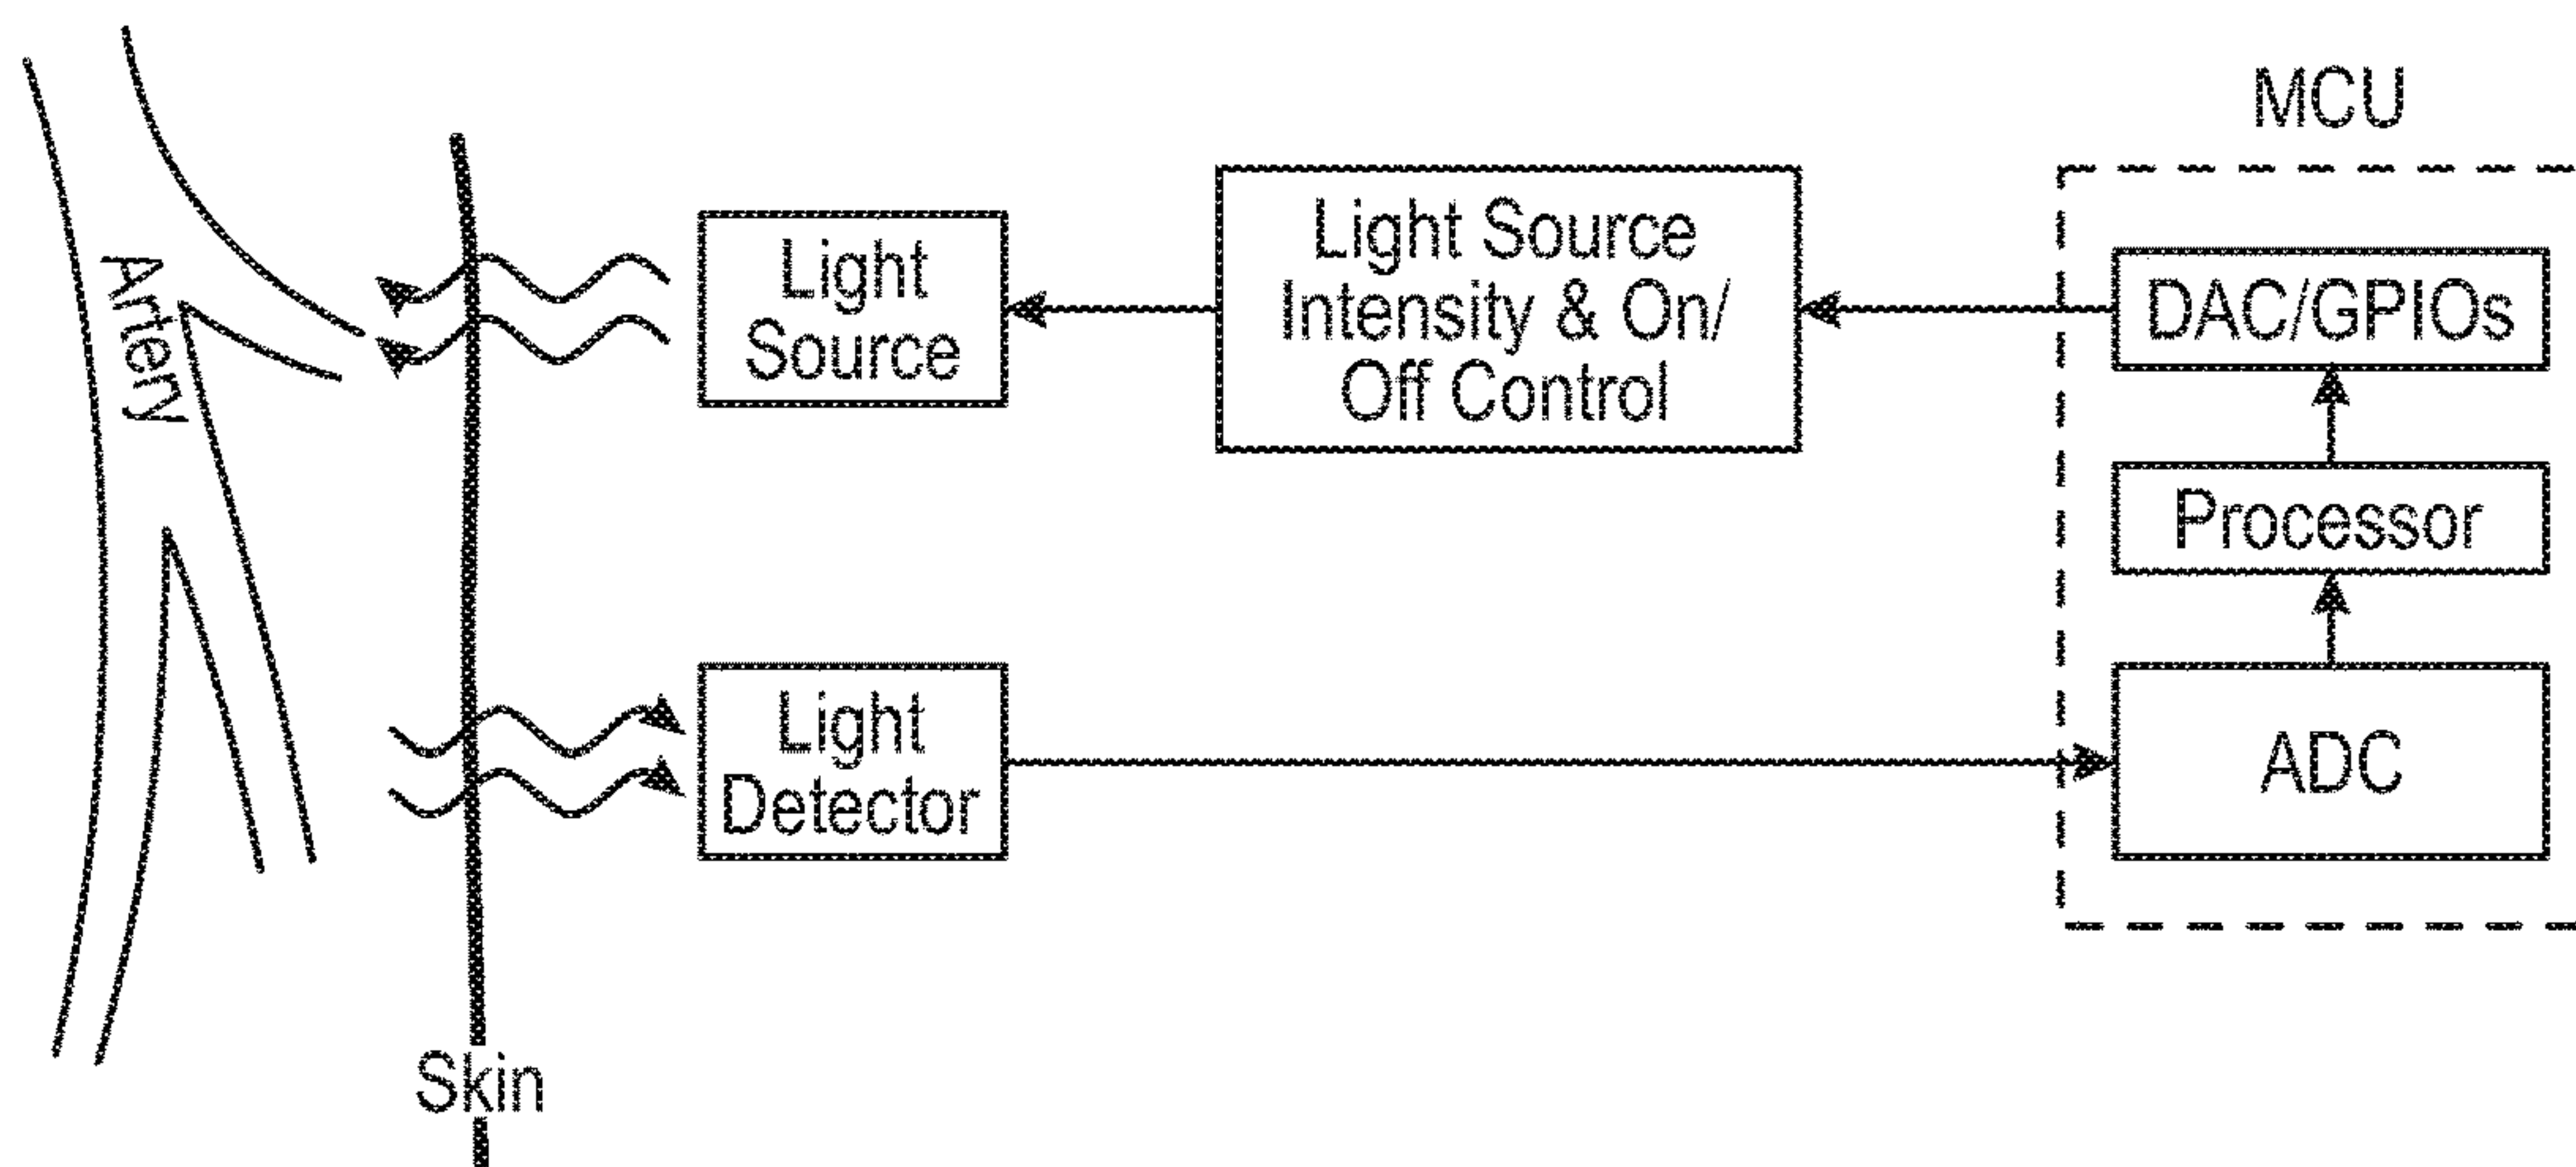 MCU
Artery
Light
Source
Light Source
Intensity & On/
Off Control
DAC/GPIOs
Processor
Light
Detector
ADC
Skin